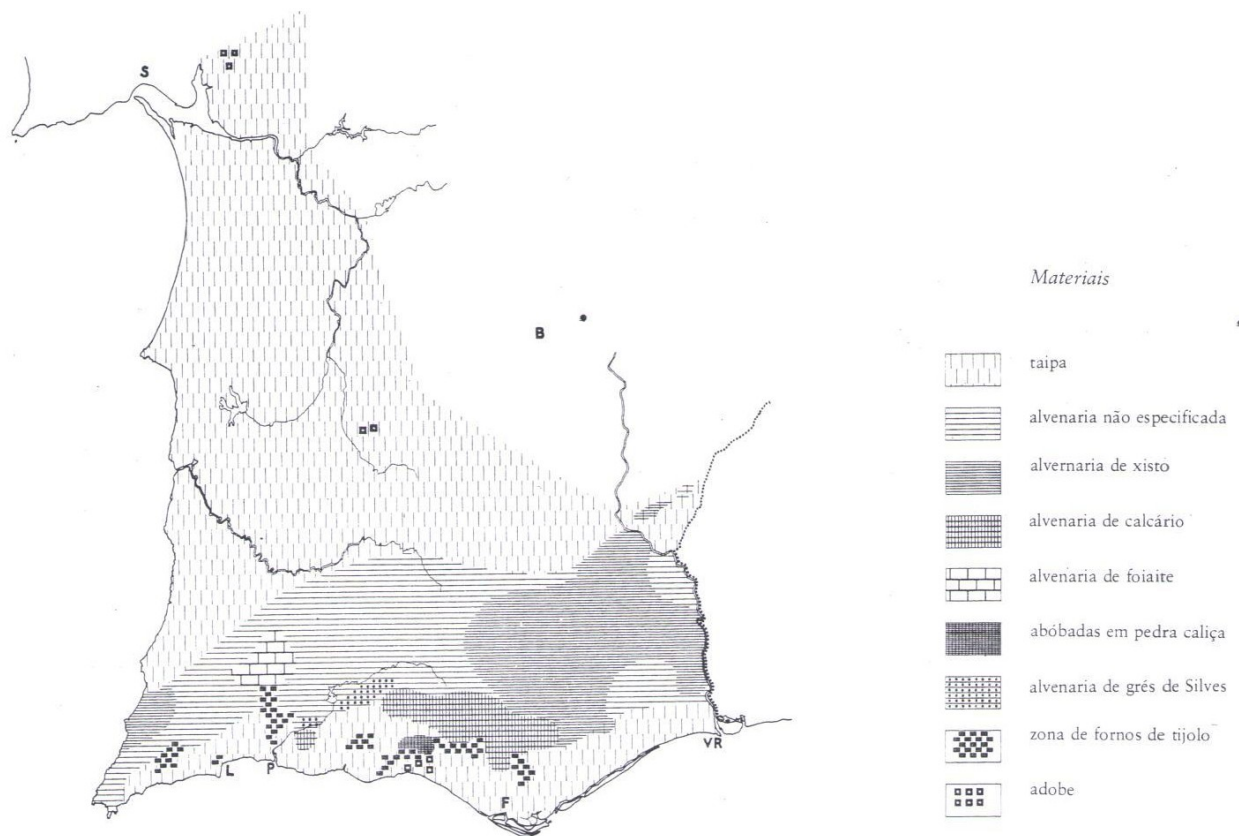 S
B
Materiais
taipa
alvenaria não especificada
alvernaria de xisto
alvenaria de calcário
alvenaria de foiaite
abóbadas em pedra caliça
alvenaria de grés de Silves
zona de fornos de tijolo
adobe
L
P
F
VR